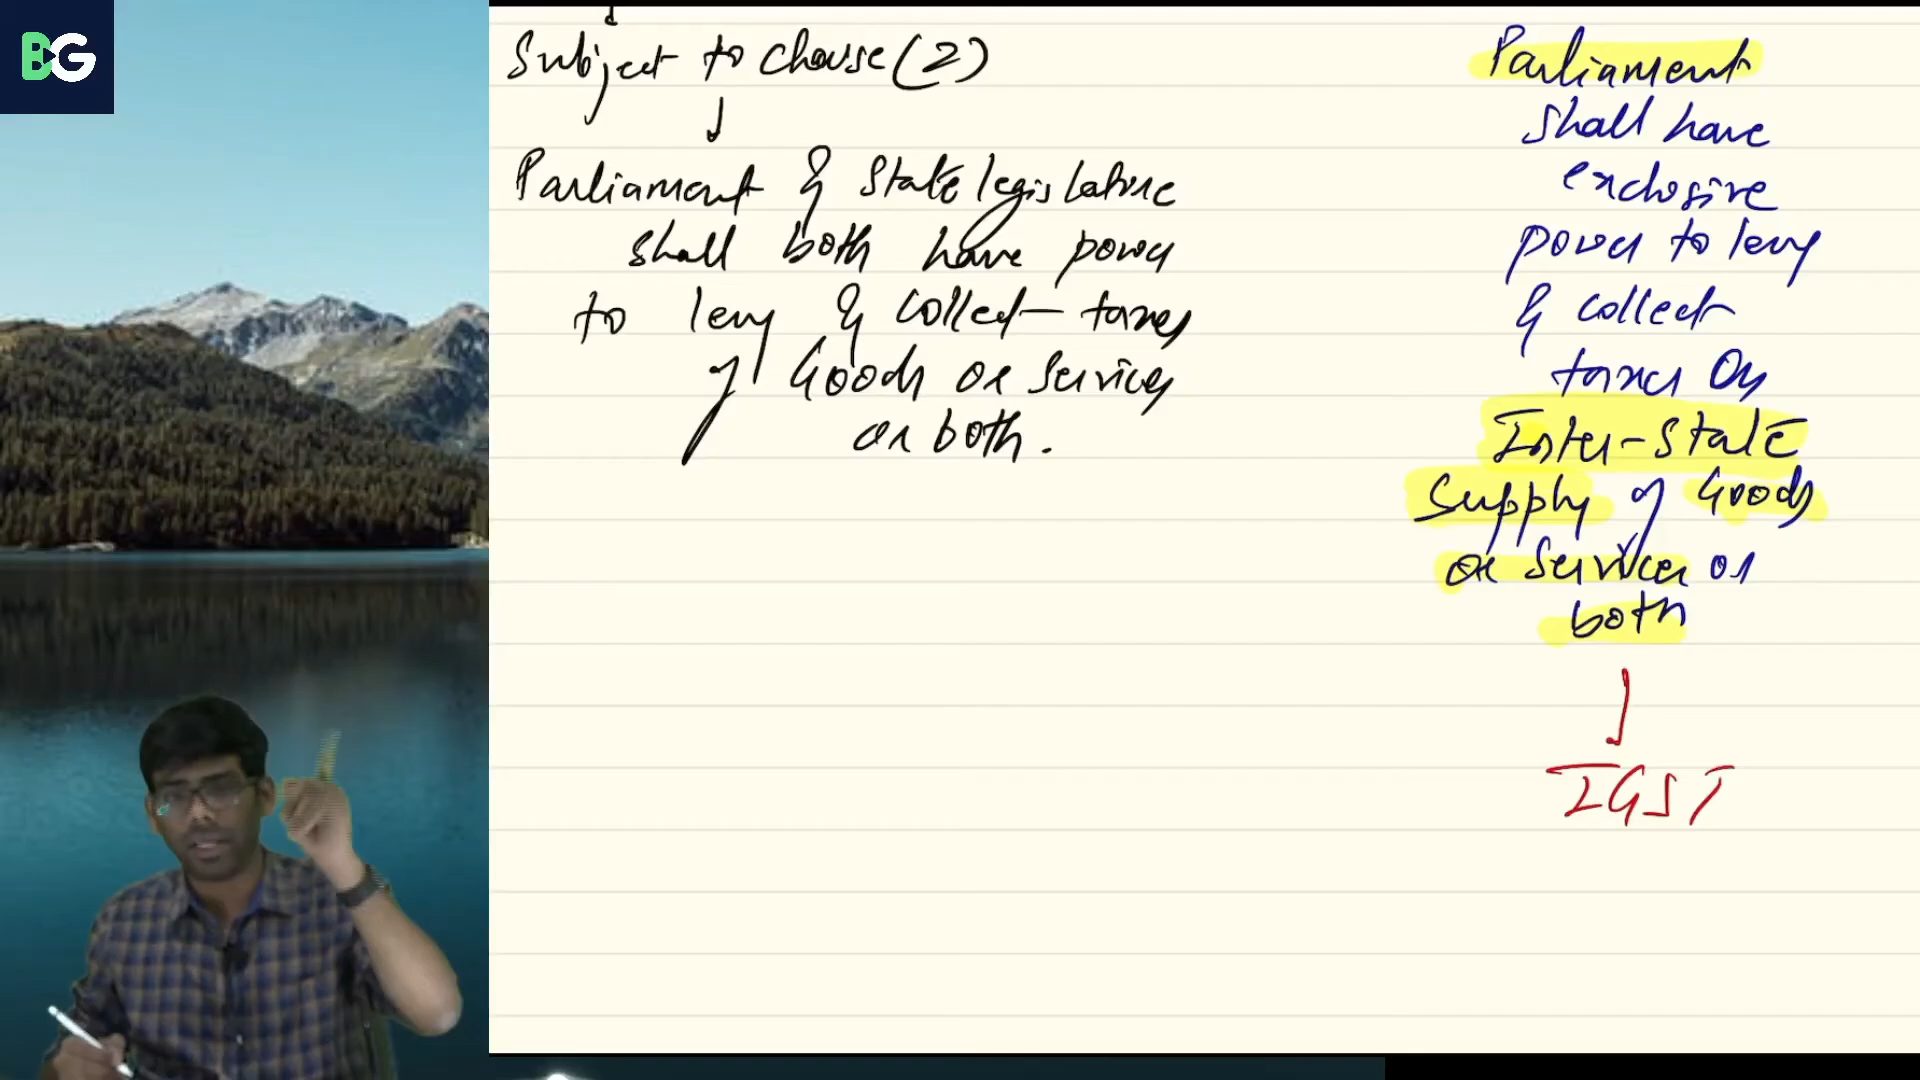 BG
Subject to Clause (2)
Parliament & State legislature
shall both have power
to levy & collect taxes
of Goods or Services
or both.
Parliament
shall have
exclusive
power to levy
& collect
taxes on
Inter-State
Supply of Goods
or Services or
both
IGST